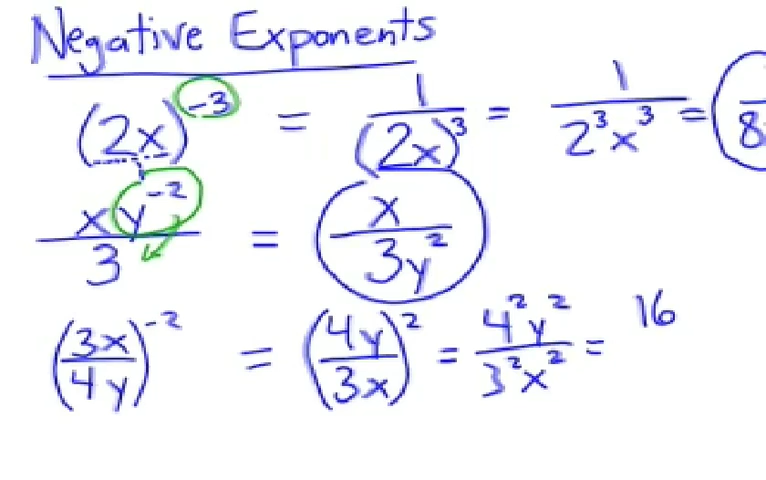 Negative Exponents
(2x)^-3 = 1/(2x)^3 = 1/2^3x^3 = 1/8
xy^-2/3 = x/3y^2
(3x/4y)^-2 = (4y/3x)^2 = 4^2y^2/3^2x^2 = 16